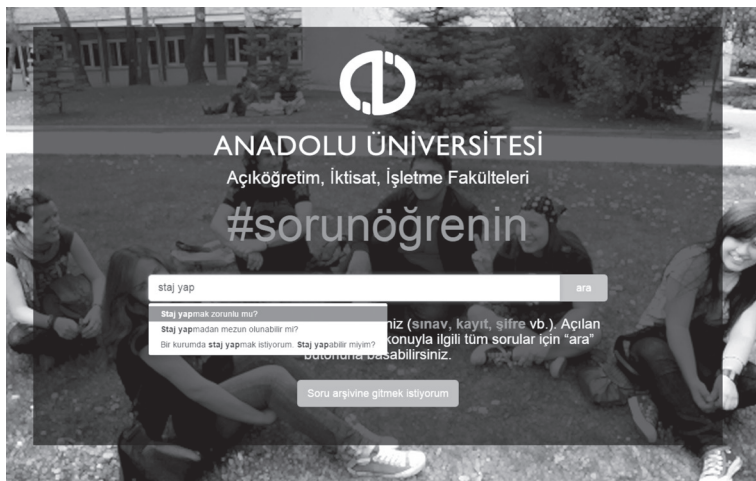 ANADOLU ÜNİVERSİTESİ
Açıköğretim, İktisat, İşletme Fakülteleri
#sorunöğrenin
staj yap
ara
Staj yapmak zorunlu mu?
Staj yapmadan mezun olunabilir mi?
Bir kurumda staj yapmak istiyorum. Staj yapabilir miyim?
(sınav, kayıt, şifre vb.). Açılan
konuyla ilgili tüm sorular için “ara”
butonuna basabilirsiniz.
Soru arşivine gitmek istiyorum